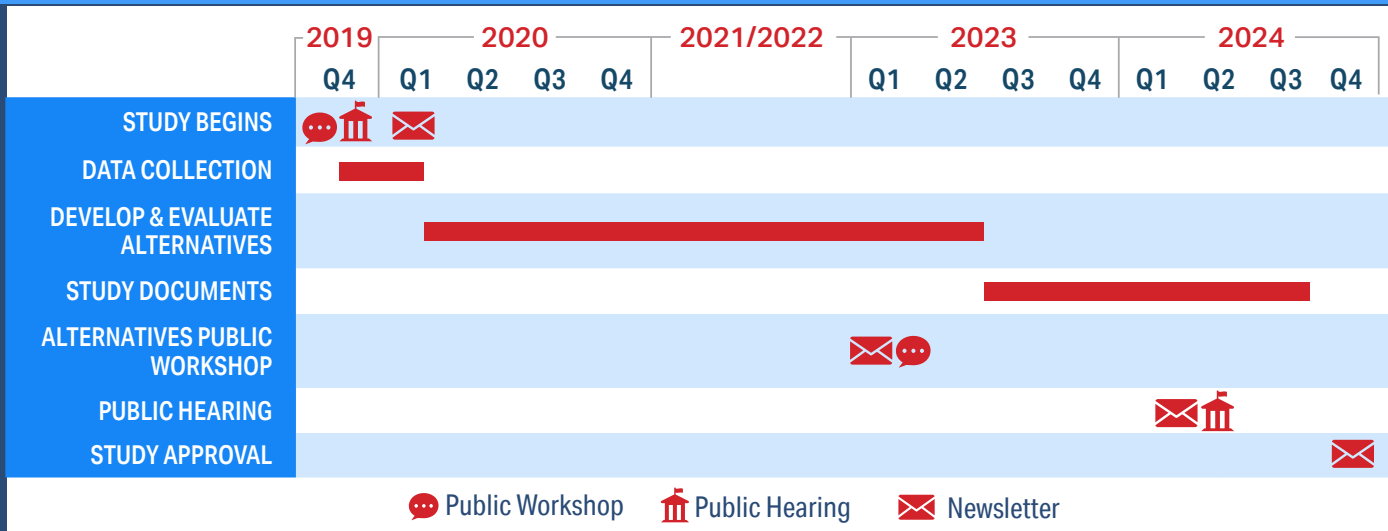 2019 2020 2021/2022 2023 2024
Q4 Q1 Q2 Q3 Q4 Q1 Q2 Q3 Q4 Q1 Q2 Q3 Q4
STUDY BEGINS
DATA COLLECTION
DEVELOP & EVALUATE
ALTERNATIVES
STUDY DOCUMENTS
ALTERNATIVES PUBLIC
WORKSHOP
PUBLIC HEARING
STUDY APPROVAL
Public Workshop Public Hearing Newsletter